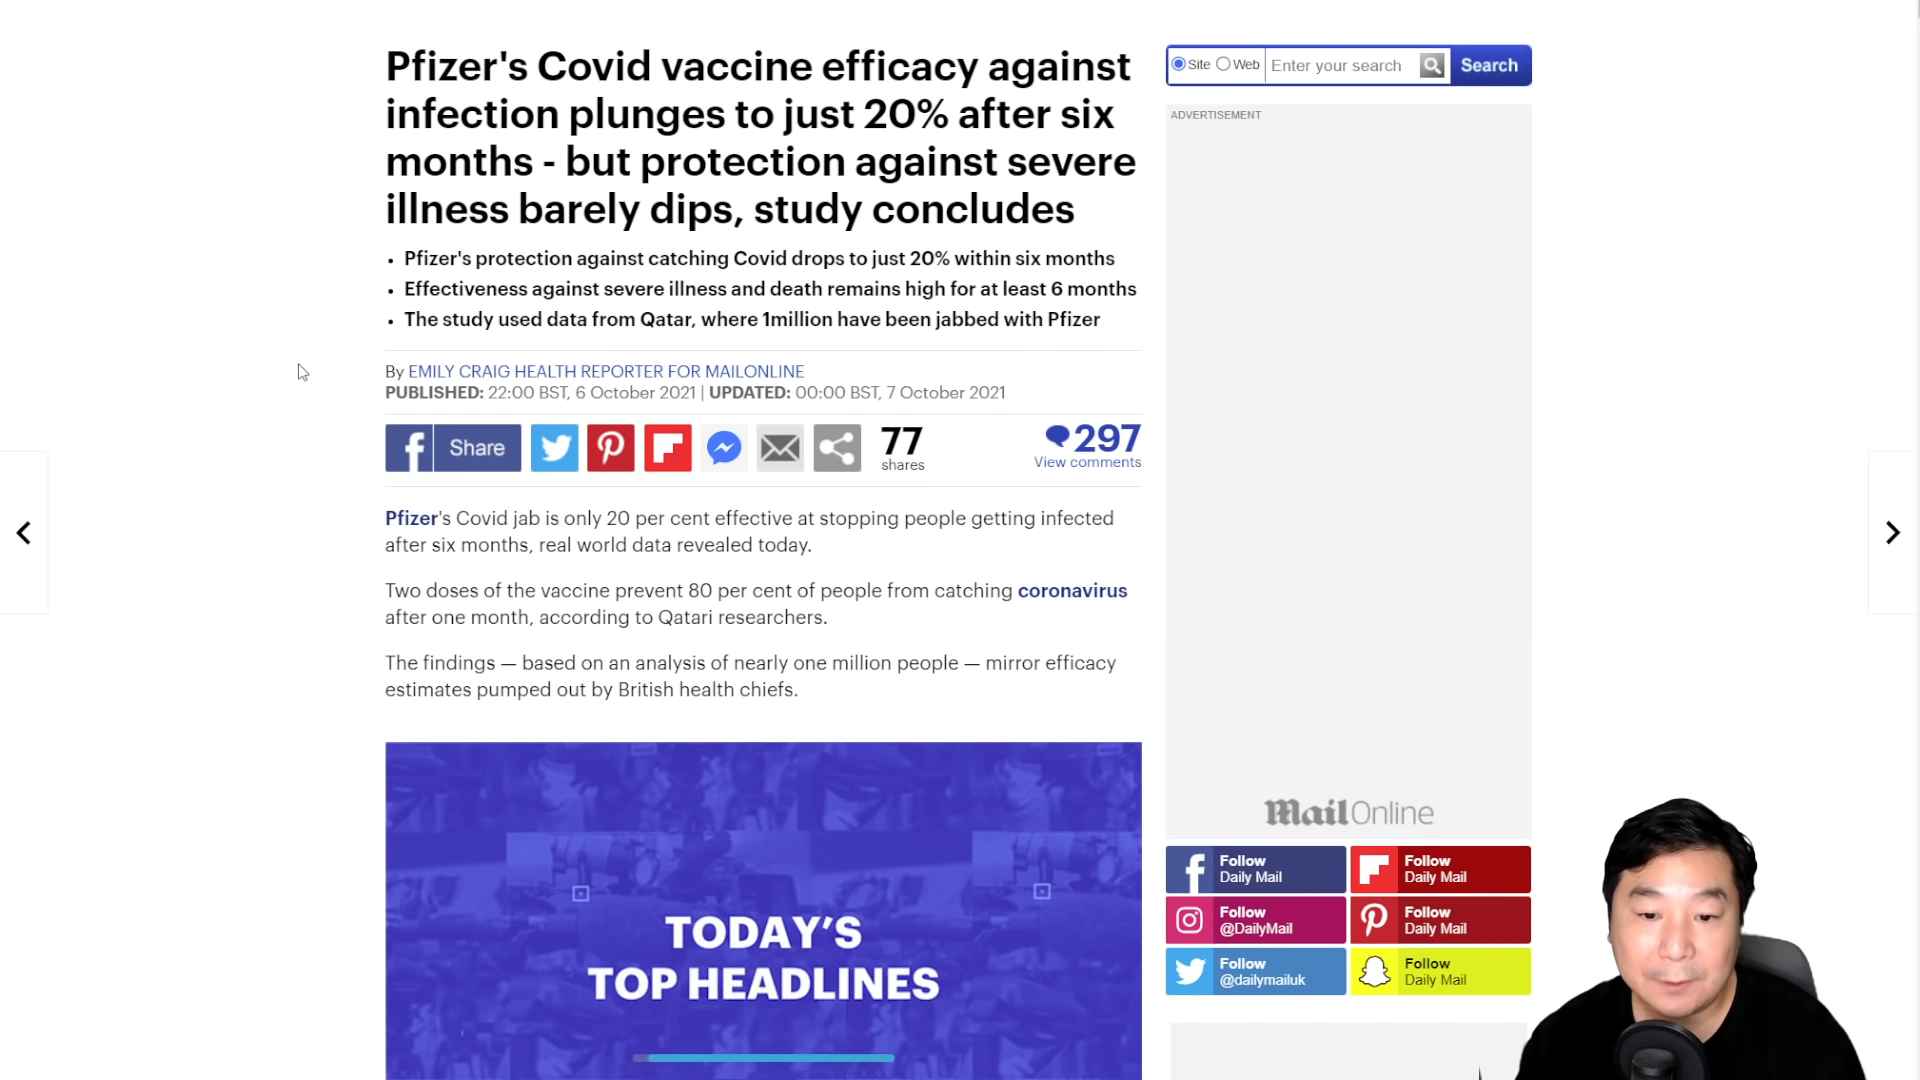 Pfizer's Covid vaccine efficacy against
infection plunges to just 20% after six
months - but protection against severe
illness barely dips, study concludes
• Pfizer's protection against catching Covid drops to just 20% within six months
• Effectiveness against severe illness and death remains high for at least 6 months
• The study used data from Qatar, where 1million have been jabbed with Pfizer
By EMILY CRAIG HEALTH REPORTER FOR MAILONLINE
PUBLISHED: 22:00 BST, 6 October 2021 | UPDATED: 00:00 BST, 7 October 2021
Share
77
shares
297
View comments
Pfizer's Covid jab is only 20 per cent effective at stopping people getting infected
after six months, real world data revealed today.
Two doses of the vaccine prevent 80 per cent of people from catching coronavirus
after one month, according to Qatari researchers.
The findings — based on an analysis of nearly one million people — mirror efficacy
estimates pumped out by British health chiefs.
TODAY'S
TOP HEADLINES
Site Web Enter your search Search
ADVERTISEMENT
MailOnline
Follow
Daily Mail
Follow
Daily Mail
Follow
@DailyMail
Follow
Daily Mail
Follow
@dailymailuk
Follow
Daily Mail